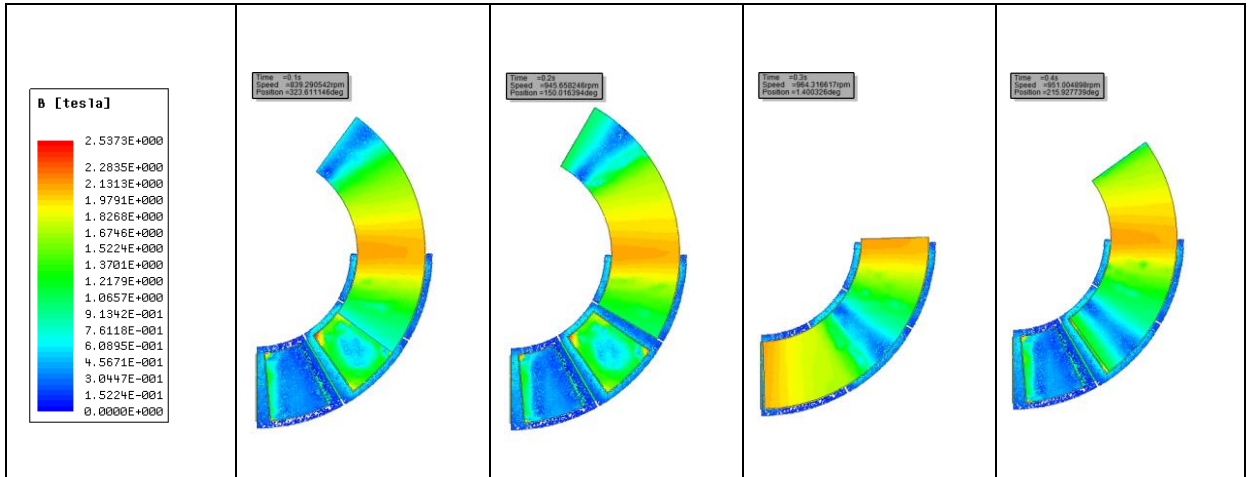 B [tesla]
2.5373E+000
2.2835E+000
2.1313E+000
1.9791E+000
1.8268E+000
1.6746E+000
1.5224E+000
1.3701E+000
1.2179E+000
1.0657E+000
9.1342E-001
7.6118E-001
6.0895E-001
4.5671E-001
3.0447E-001
1.5224E-001
0.0000E+000
Time =0.1s
Speed =839.290542rpm
Position =323.611146deg
Time =0.2s
Speed =945.658246rpm
Position =150.016394deg
Time =0.3s
Speed =964.316617rpm
Position =1.400326deg
Time =0.4s
Speed =951.004898rpm
Position =215.927739deg